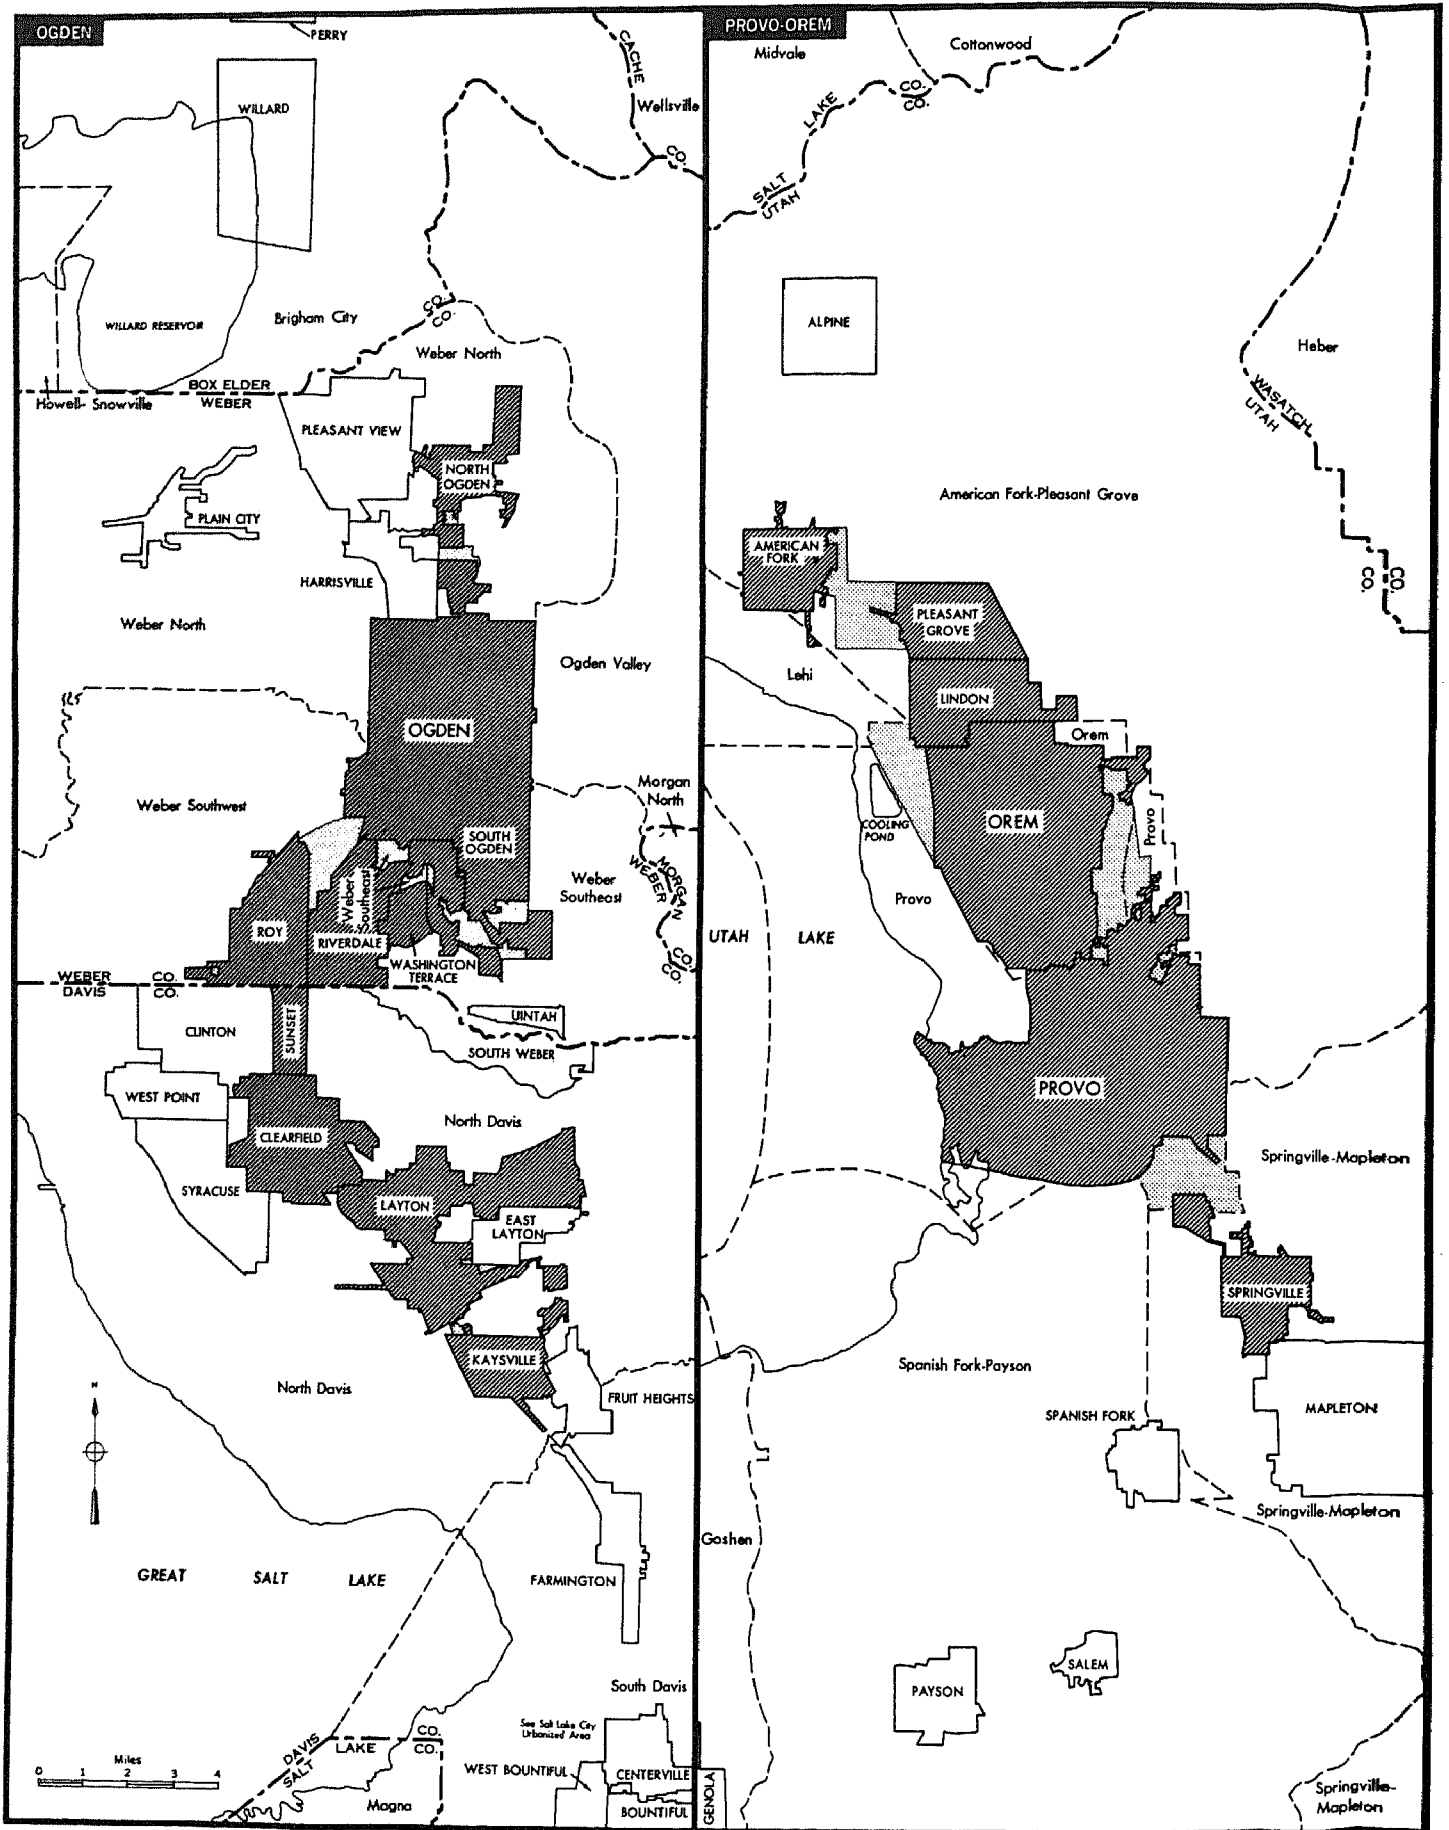 OGDEN
PERRY
CACHE
CO.
Wellsville
WILLARD
WILLARD RESERVOIR
Brigham City
CO.
CO.
Weber North
BOX ELDER
WEBER
Howell-Snowville
PLEASANT VIEW
NORTH
OGDEN
PLAIN CITY
HARRISVILLE
Weber North
Ogden Valley
OGDEN
Morgan
North
Weber Southwest
SOUTH
OGDEN
MORGAN
WEBER
CO.
CO.
Weber
Southeast
Weber
Southeast
ROY
RIVERDALE
WASHINGTON
TERRACE
WEBER CO.
DAVIS CO.
UINTAH
CLINTON
SUNSET
SOUTH WEBER
WEST POINT
North Davis
CLEARFIELD
SYRACUSE
LAYTON
EAST
LAYTON
KAYSVILLE
North Davis
FRUIT HEIGHTS
N
GREAT SALT LAKE
FARMINGTON
South Davis
See Salt Lake City
Urbanized Area
DAVIS CO.
SALT LAKE CO.
WEST BOUNTIFUL
CENTERVILLE
BOUNTIFUL
Miles
0 1 2 3 4
Magna
PROVO-OREM
Midvale
Cottonwood
SALT LAKE CO.
UTAH CO.
ALPINE
Heber
WASATCH CO.
UTAH CO.
American Fork-Pleasant Grove
AMERICAN
FORK
PLEASANT
GROVE
Lehi
LINDON
Orem
COOLING
POND
OREM
Provo
Provo
UTAH LAKE
PROVO
Springville-Mapleton
SPRINGVILLE
Spanish Fork-Payson
SPANISH FORK
MAPLETON
Springville-Mapleton
Goshen
SALEM
PAYSON
GENOLA
Springville-
Mapleton